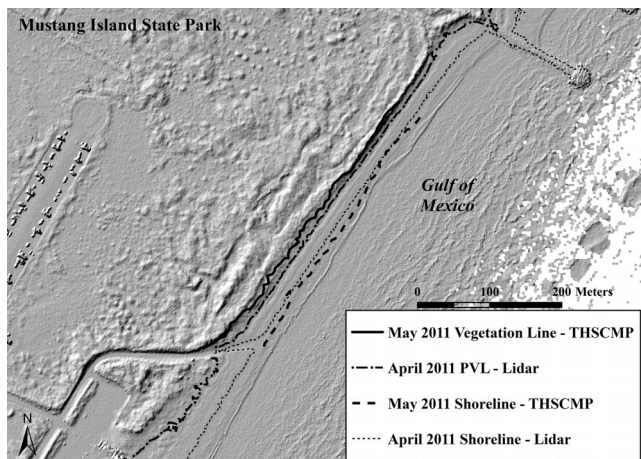 Mustang Island State Park
Gulf of
Mexico
0 100 200 Meters
May 2011 Vegetation Line - THSCMP
April 2011 PVL - Lidar
May 2011 Shoreline - THSCMP
April 2011 Shoreline - Lidar
N